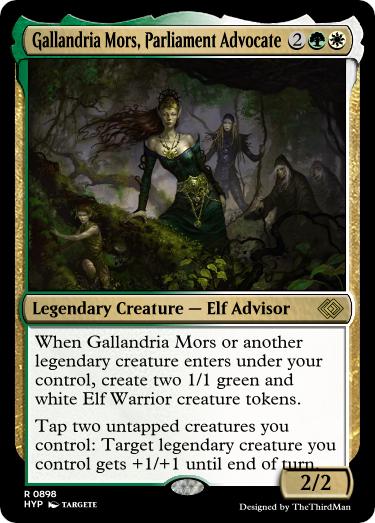 Gallandria Mors, Parliament Advocate 2
Legendary Creature — Elf Advisor
When Gallandria Mors or another
legendary creature enters under your
control, create two 1/1 green and
white Elf Warrior creature tokens.
Tap two untapped creatures you
control: Target legendary creature you
control gets +1/+1 until end of turn.
2/2
R 0898
HYP TARGETE
Designed by TheThirdMan